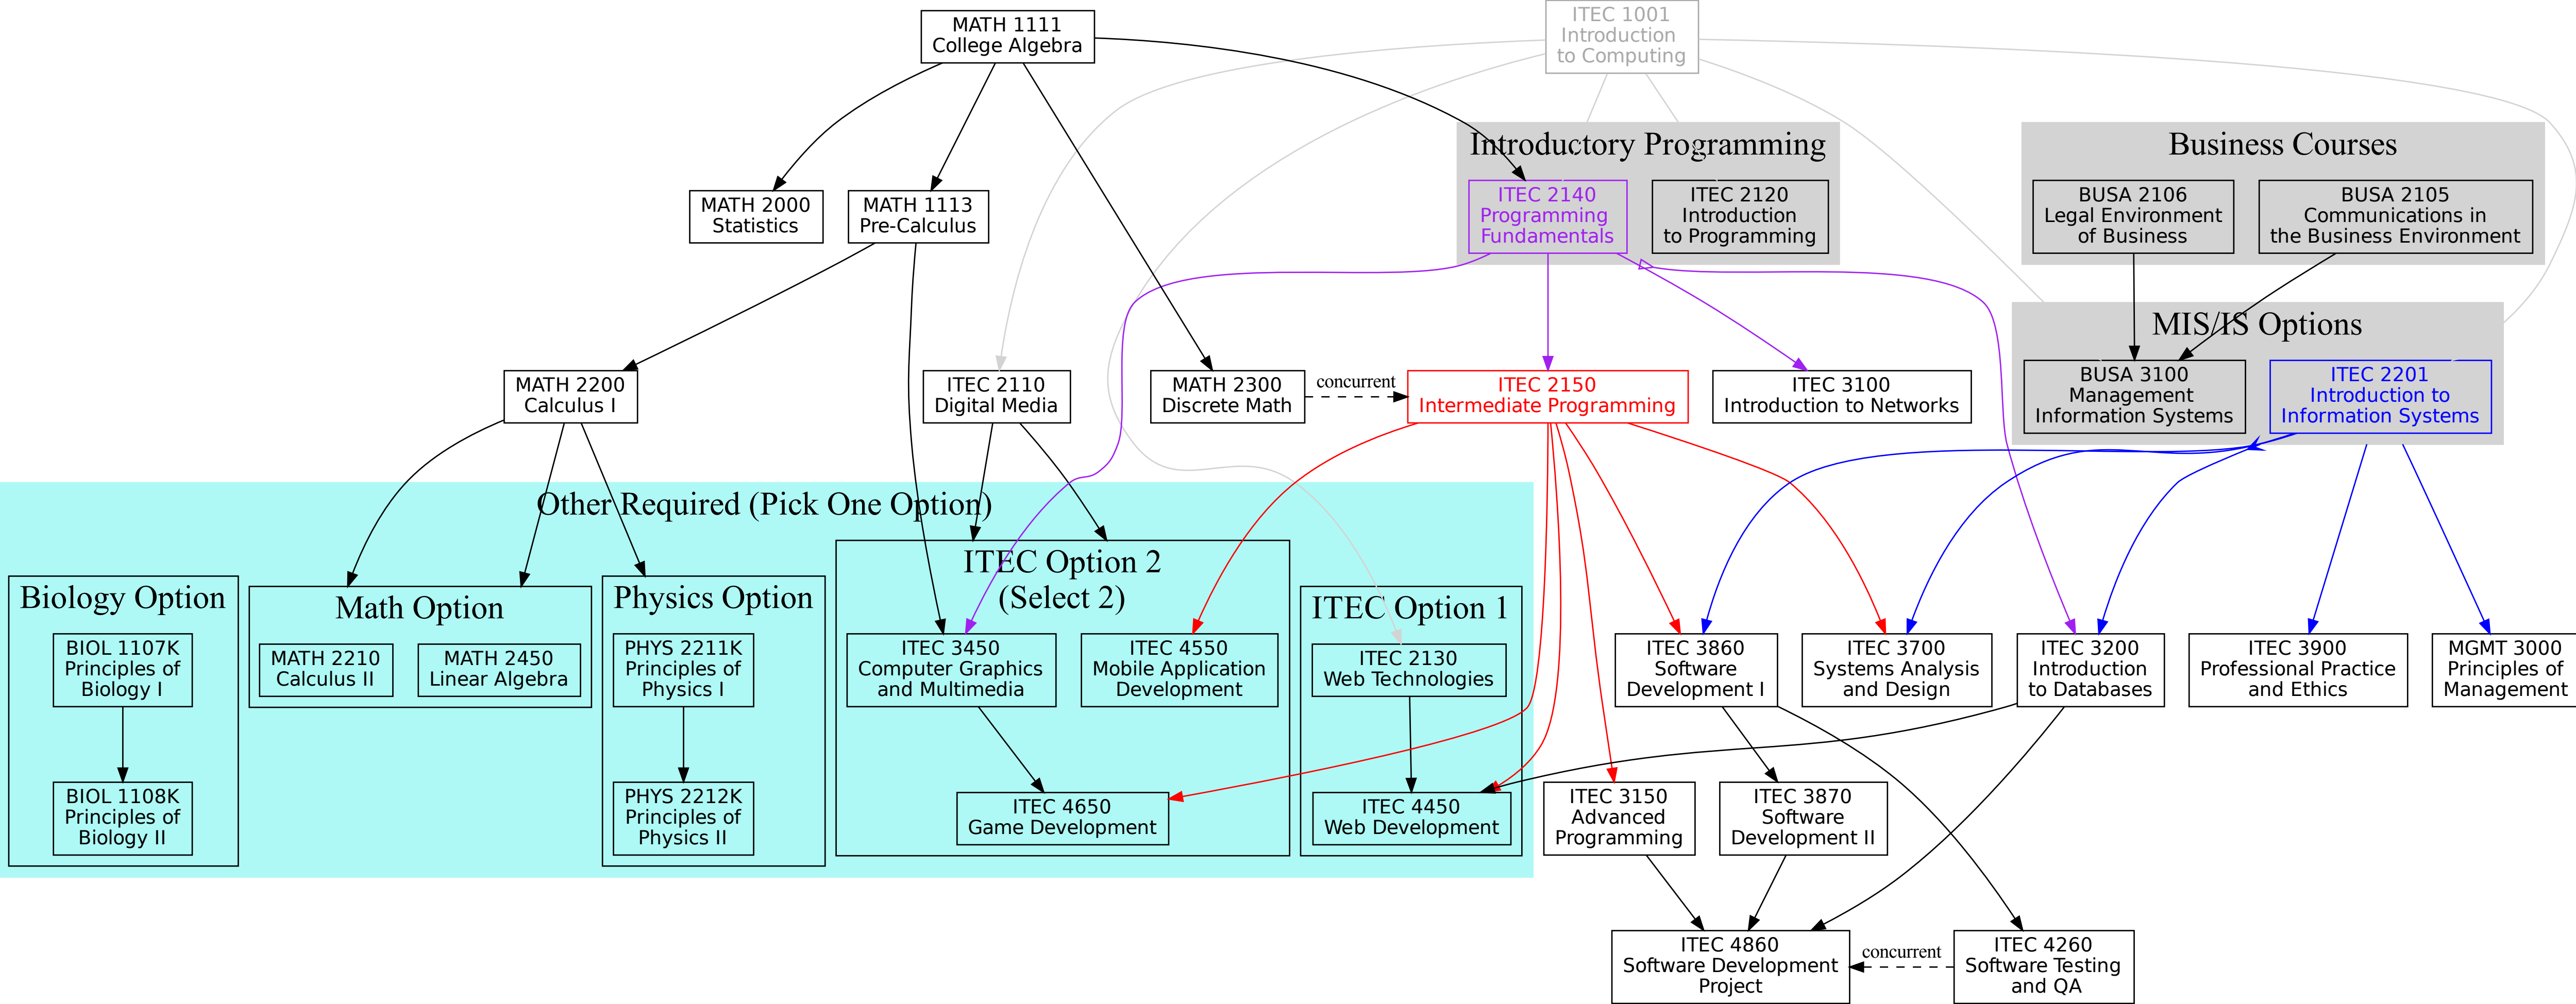 MATH 1111
College Algebra
ITEC 1001
Introduction
to Computing
Introductory Programming
Business Courses
MATH 2000
Statistics
MATH 1113
Pre-Calculus
ITEC 2140
Programming
Fundamentals
ITEC 2120
Introduction
to Programming
BUSA 2106
Legal Environment
of Business
BUSA 2105
Communications in
the Business Environment
MIS/IS Options
MATH 2200
Calculus I
ITEC 2110
Digital Media
MATH 2300
Discrete Math
concurrent
ITEC 2150
Intermediate Programming
ITEC 3100
Introduction to Networks
BUSA 3100
Management
Information Systems
ITEC 2201
Introduction to
Information Systems
Other Required (Pick One Option)
Biology Option
Math Option
Physics Option
ITEC Option 2
(Select 2)
ITEC Option 1
BIOL 1107K
Principles of
Biology I
MATH 2210
Calculus II
MATH 2450
Linear Algebra
PHYS 2211K
Principles of
Physics I
ITEC 3450
Computer Graphics
and Multimedia
ITEC 4550
Mobile Application
Development
ITEC 2130
Web Technologies
ITEC 3860
Software
Development I
ITEC 3700
Systems Analysis
and Design
ITEC 3200
Introduction
to Databases
ITEC 3900
Professional Practice
and Ethics
MGMT 3000
Principles of
Management
BIOL 1108K
Principles of
Biology II
PHYS 2212K
Principles of
Physics II
ITEC 4650
Game Development
ITEC 4450
Web Development
ITEC 3150
Advanced
Programming
ITEC 3870
Software
Development II
ITEC 4860
Software Development
Project
concurrent
ITEC 4260
Software Testing
and QA